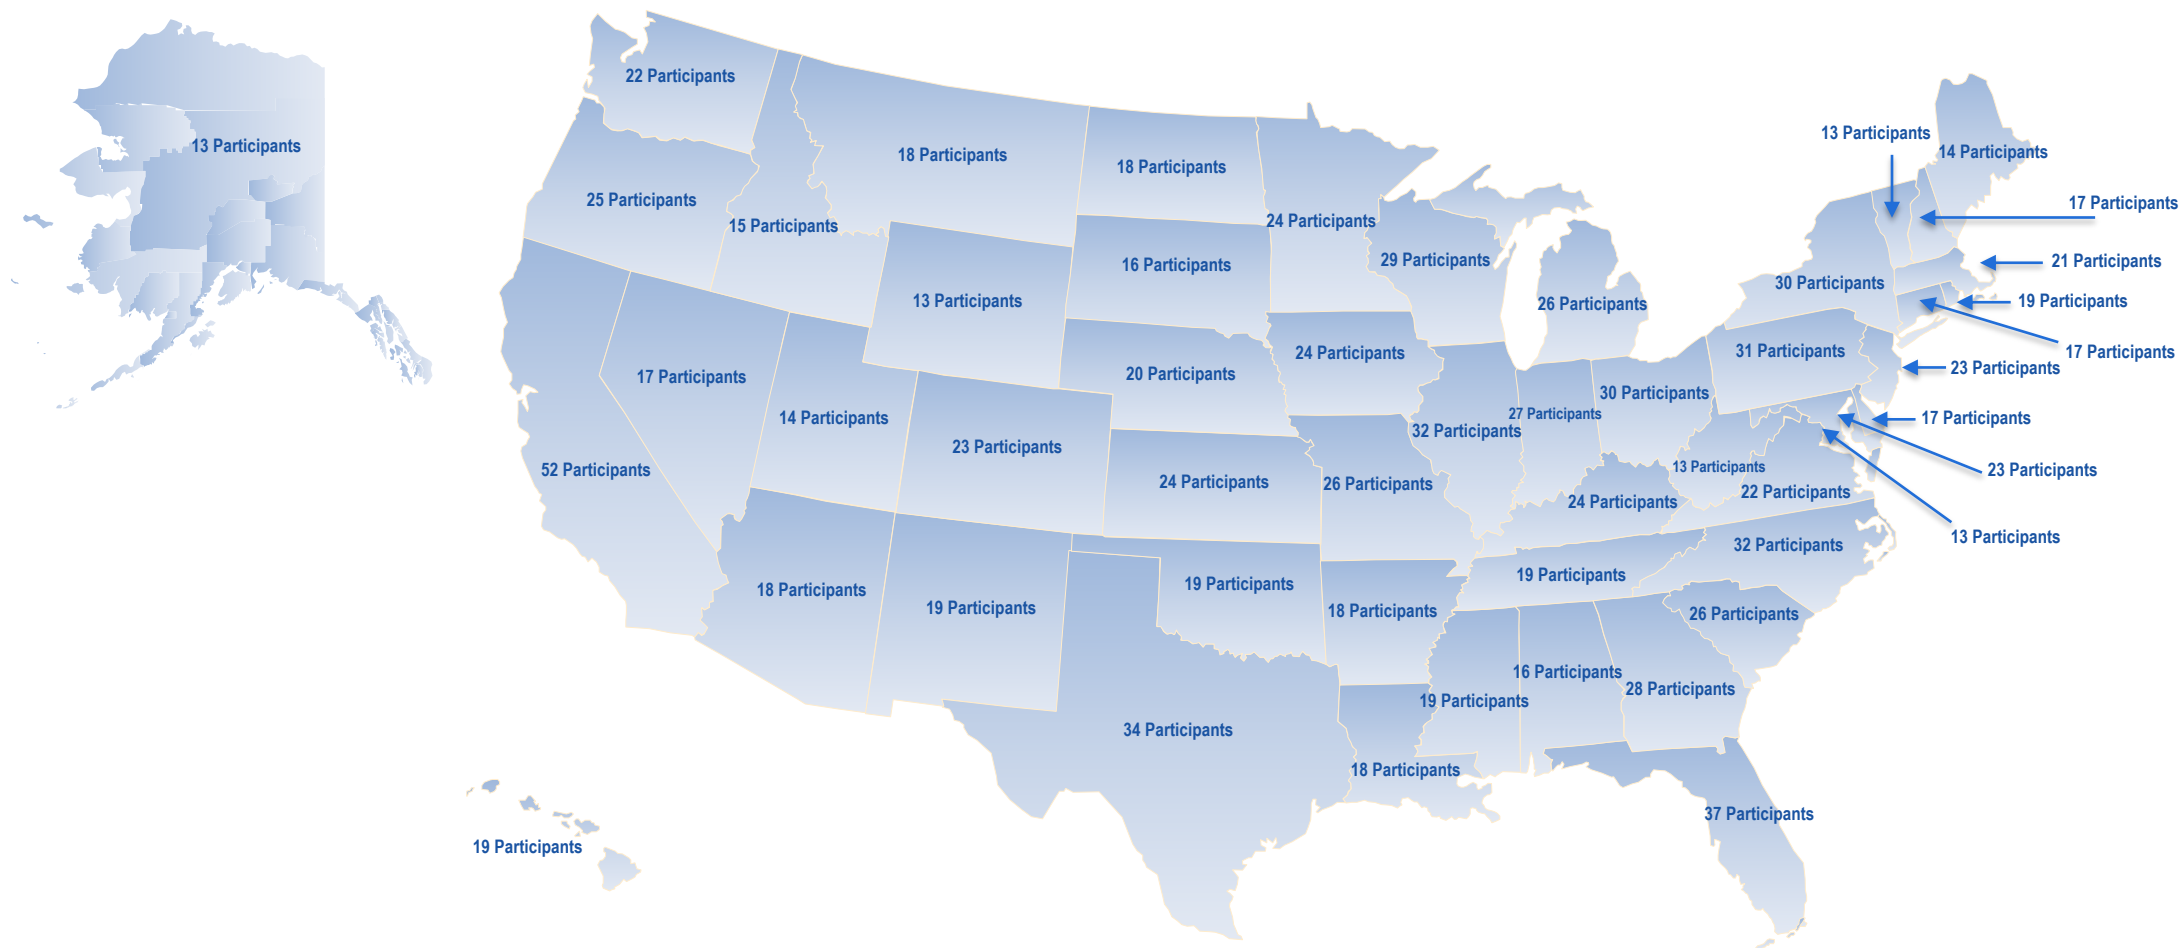 22 Participants
13 Participants
14 Participants
13 Participants
18 Participants
18 Participants
25 Participants
17 Participants
15 Participants
24 Participants
29 Participants
16 Participants
21 Participants
30 Participants
13 Participants
26 Participants
19 Participants
17 Participants
24 Participants
31 Participants
23 Participants
17 Participants
20 Participants
14 Participants
30 Participants
27 Participants
17 Participants
32 Participants
23 Participants
52 Participants
24 Participants
26 Participants
13 Participants
23 Participants
22 Participants
24 Participants
13 Participants
32 Participants
18 Participants
19 Participants
19 Participants
19 Participants
18 Participants
26 Participants
16 Participants
28 Participants
19 Participants
34 Participants
18 Participants
37 Participants
19 Participants